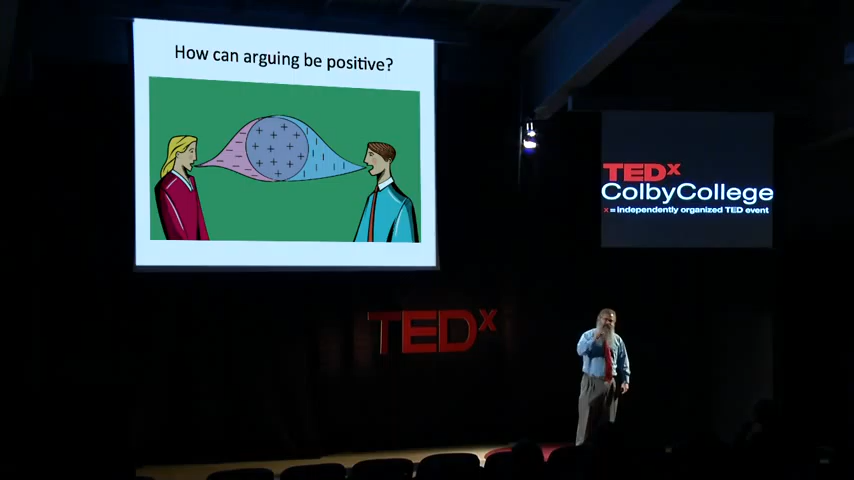 How can arguing be positive?
TEDx
ColbyCollege
x = independently organized TED event
TEDx